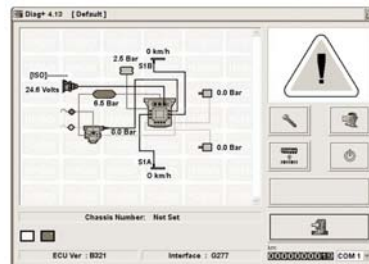 Diag+ 4.13 [ Default ]
0 km/h
2.5 Bar
S1B
[ISO]
24.6 Volts
0.0 Bar
6.5 Bar
0.0 Bar
0.0 Bar
S1A
0 km/h
Chassis Number: Not Set
ECU Ver : B321
Interface : G277
km
COM 1